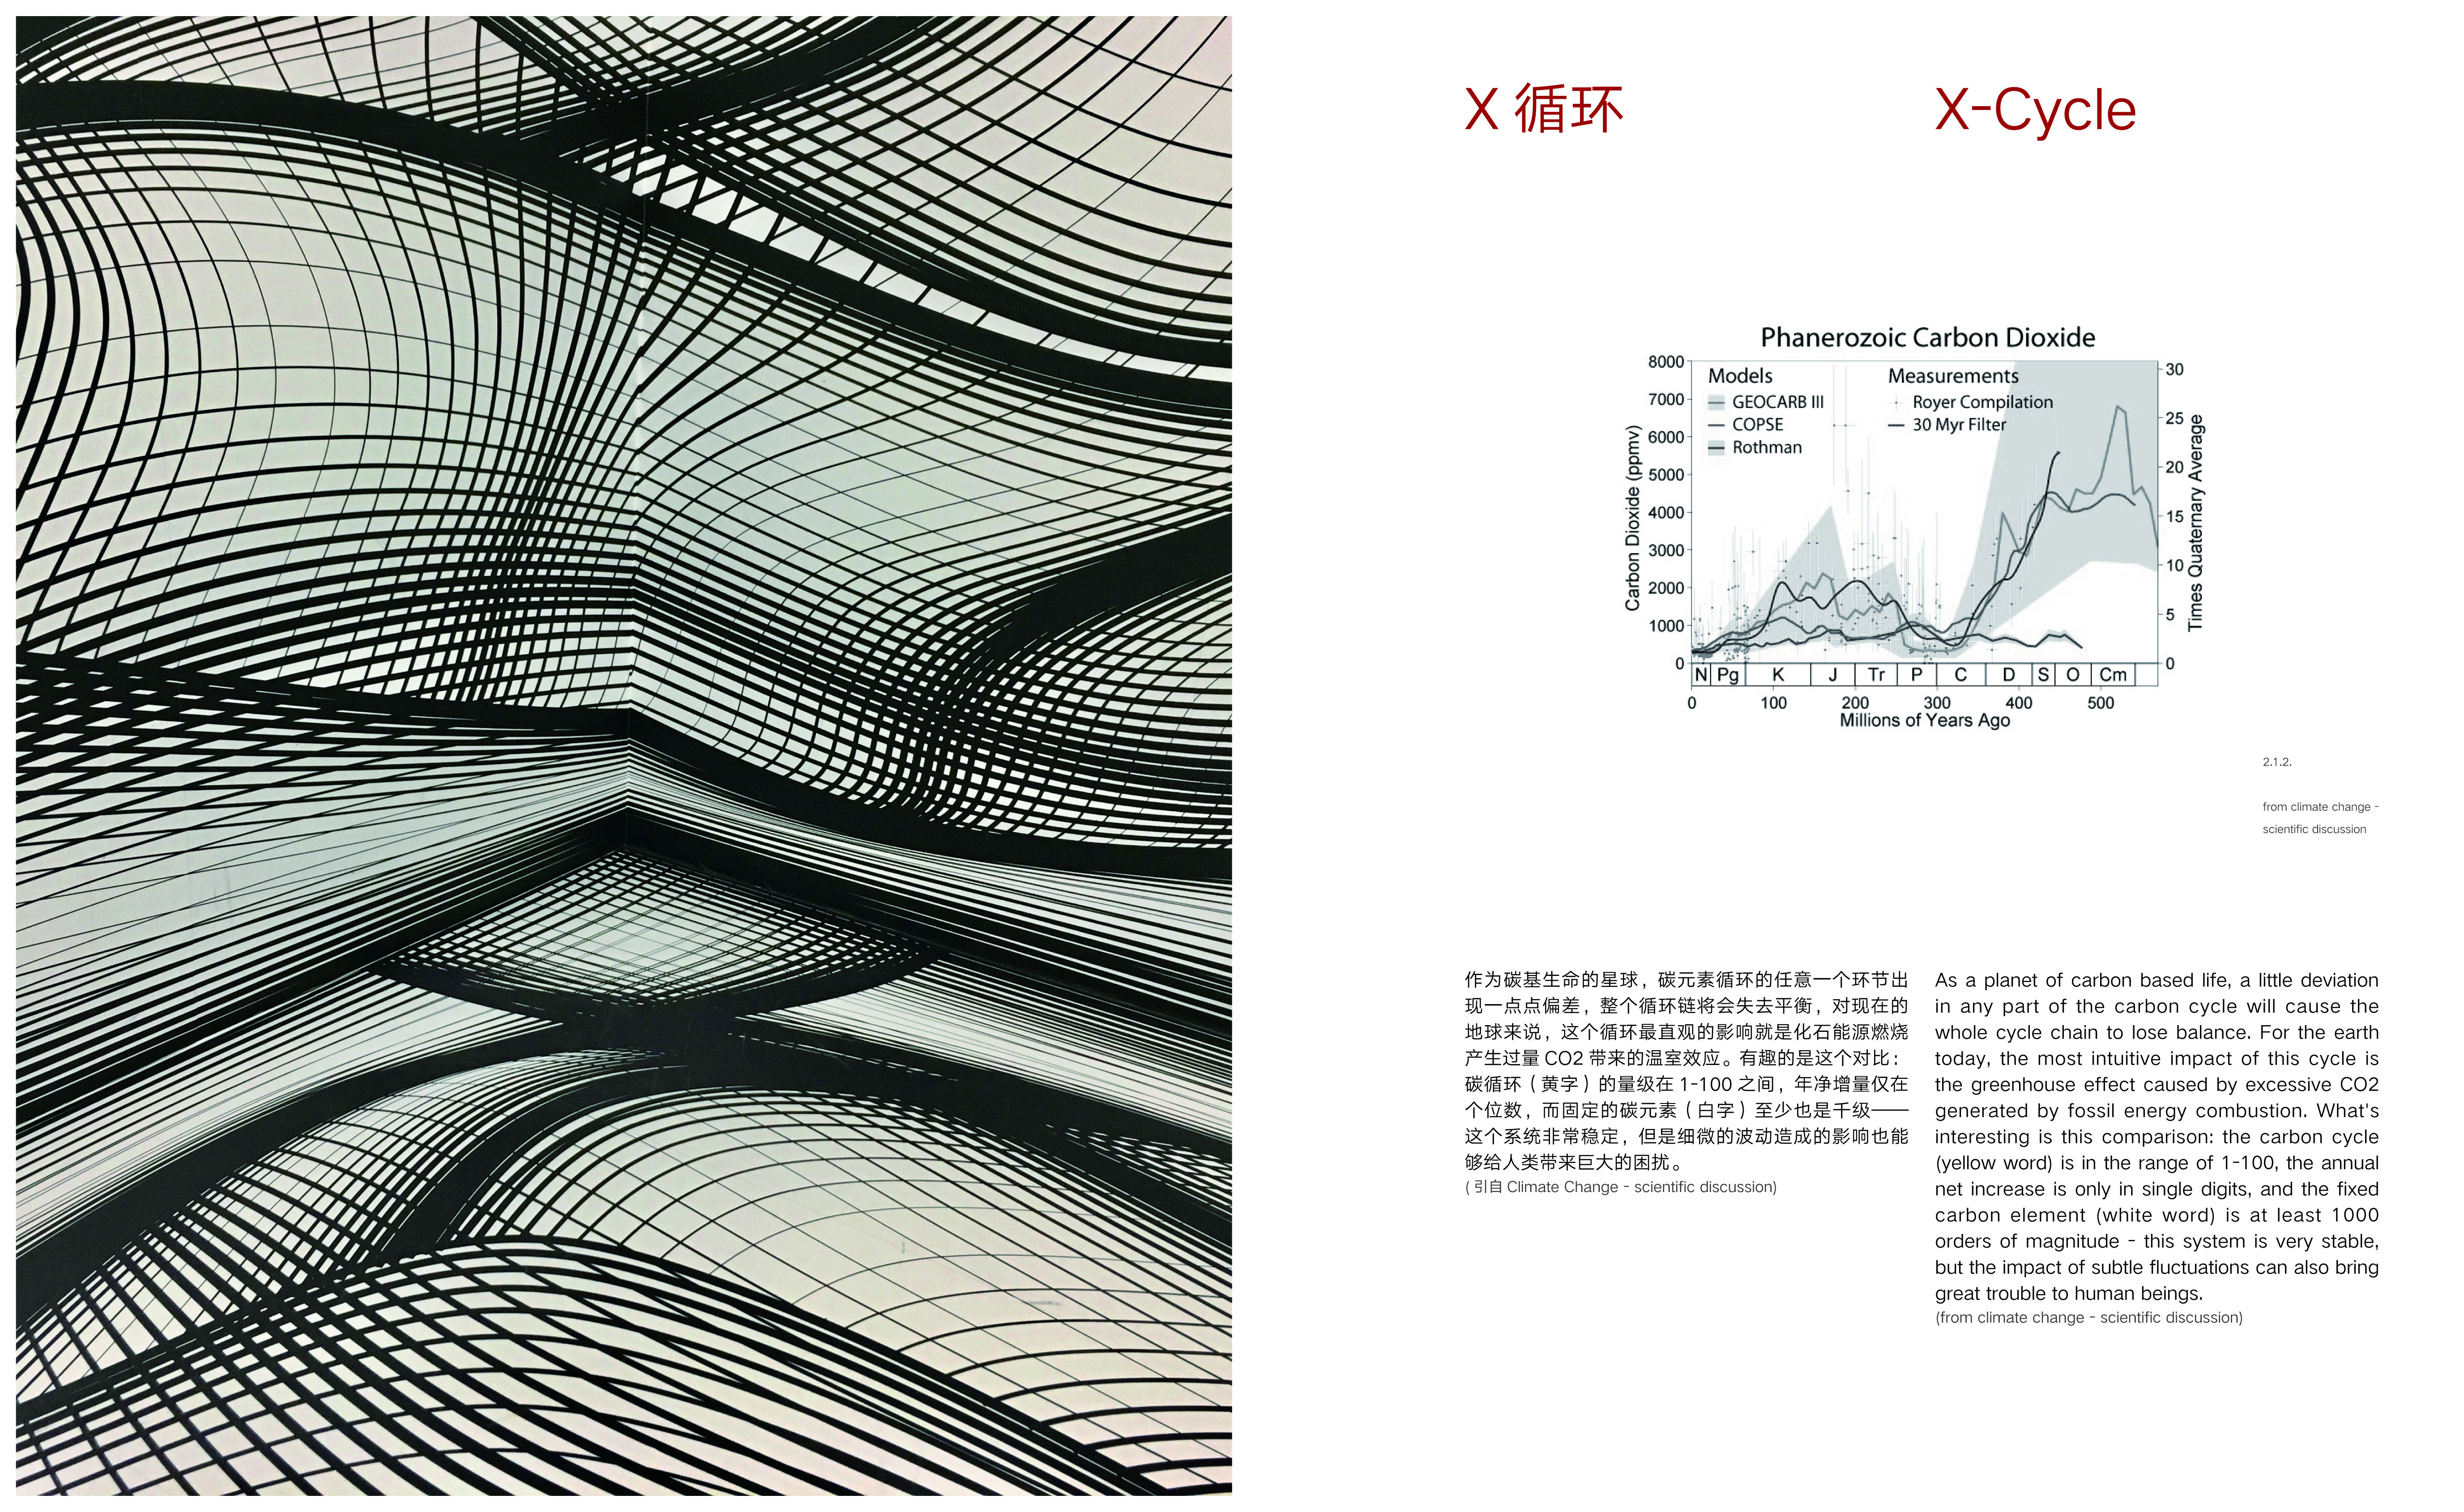 X 循环
X-Cycle
Phanerozoic Carbon Dioxide
Models
GEOCARB III
COPSE
Rothman
Measurements
Royer Compilation
30 Myr Filter
Carbon Dioxide (ppmv)
8000
7000
6000
5000
4000
3000
2000
1000
0
30
25
20
15
10
5
0
Times Quaternary Average
N Pg K J Tr P C D S O Cm
0 100 200 300 400 500
Millions of Years Ago
2.1.2.
from climate change -
scientific discussion
作为碳基生命的星球，碳元素循环的任意一个环节出
现一点点偏差，整个循环链将会失去平衡，对现在的
地球来说，这个循环最直观的影响就是化石能源燃烧
产生过量 CO2 带来的温室效应。有趣的是这个对比：
碳循环（黄字）的量级在 1-100 之间，年净增量仅在
个位数，而固定的碳元素（白字）至少也是千级——
这个系统非常稳定，但是细微的波动造成的影响也能
够给人类带来巨大的困扰。
( 引自 Climate Change - scientific discussion)
As a planet of carbon based life, a little deviation
in any part of the carbon cycle will cause the
whole cycle chain to lose balance. For the earth
today, the most intuitive impact of this cycle is
the greenhouse effect caused by excessive CO2
generated by fossil energy combustion. What's
interesting is this comparison: the carbon cycle
(yellow word) is in the range of 1-100, the annual
net increase is only in single digits, and the fixed
carbon element (white word) is at least 1000
orders of magnitude - this system is very stable,
but the impact of subtle fluctuations can also bring
great trouble to human beings.
(from climate change - scientific discussion)